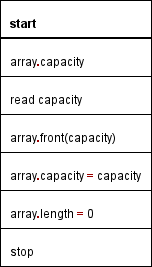 start
array.capacity
read capacity
array.front(capacity)
array.capacity = capacity
array.length = 0
stop